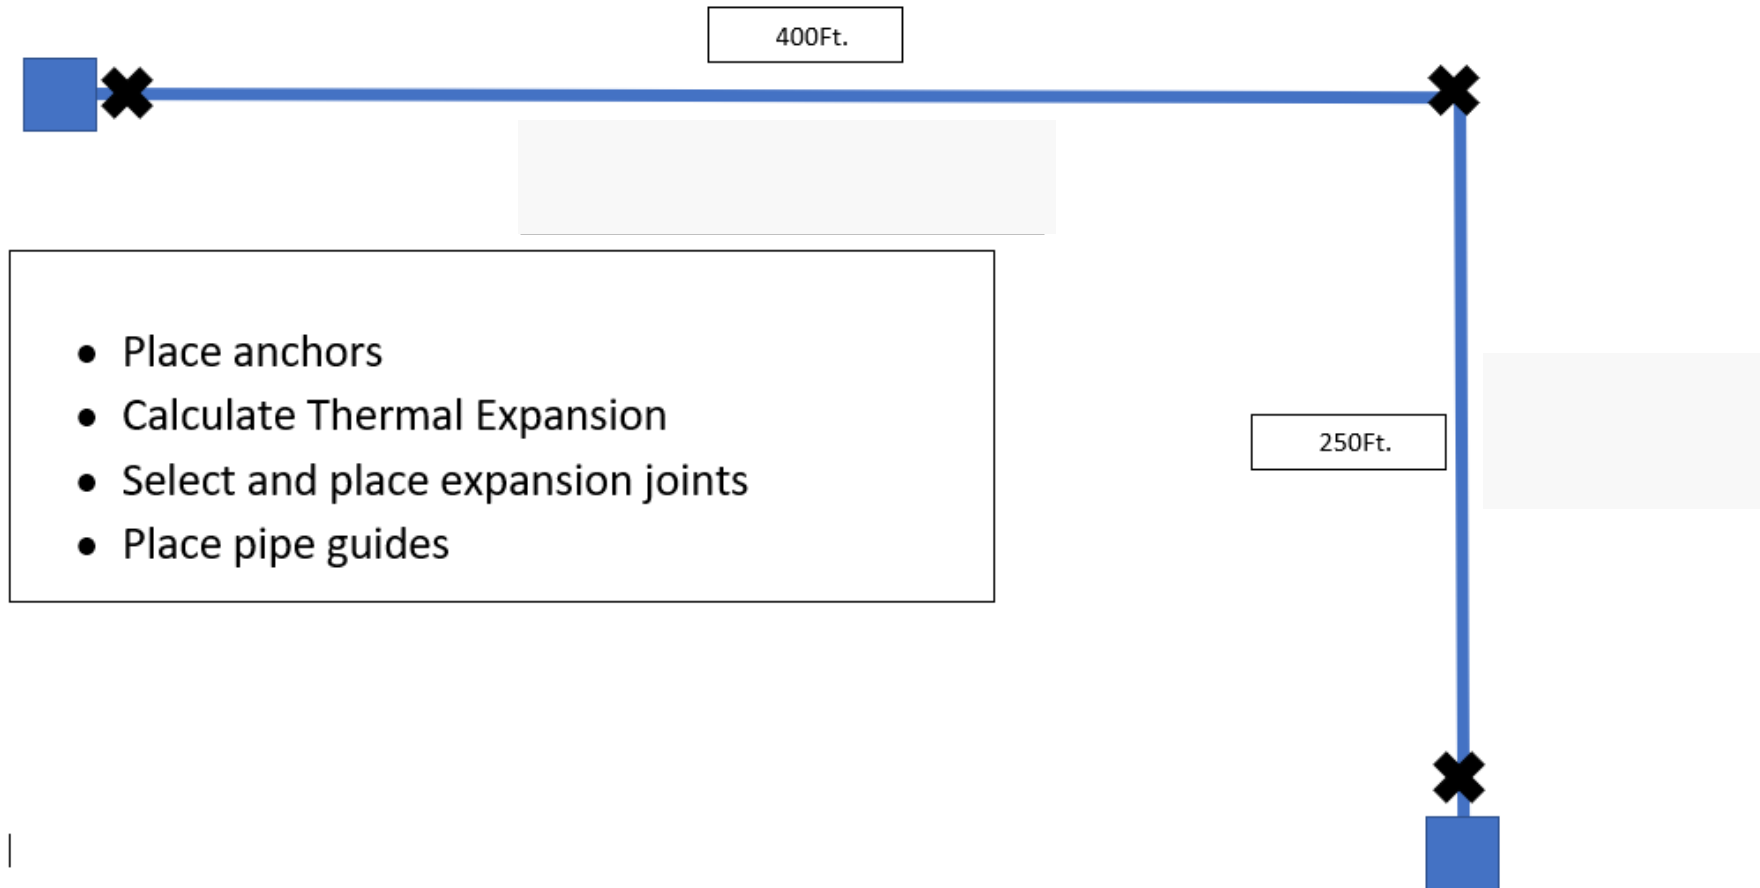 400Ft.
• Place anchors
• Calculate Thermal Expansion
• Select and place expansion joints
• Place pipe guides
250Ft.